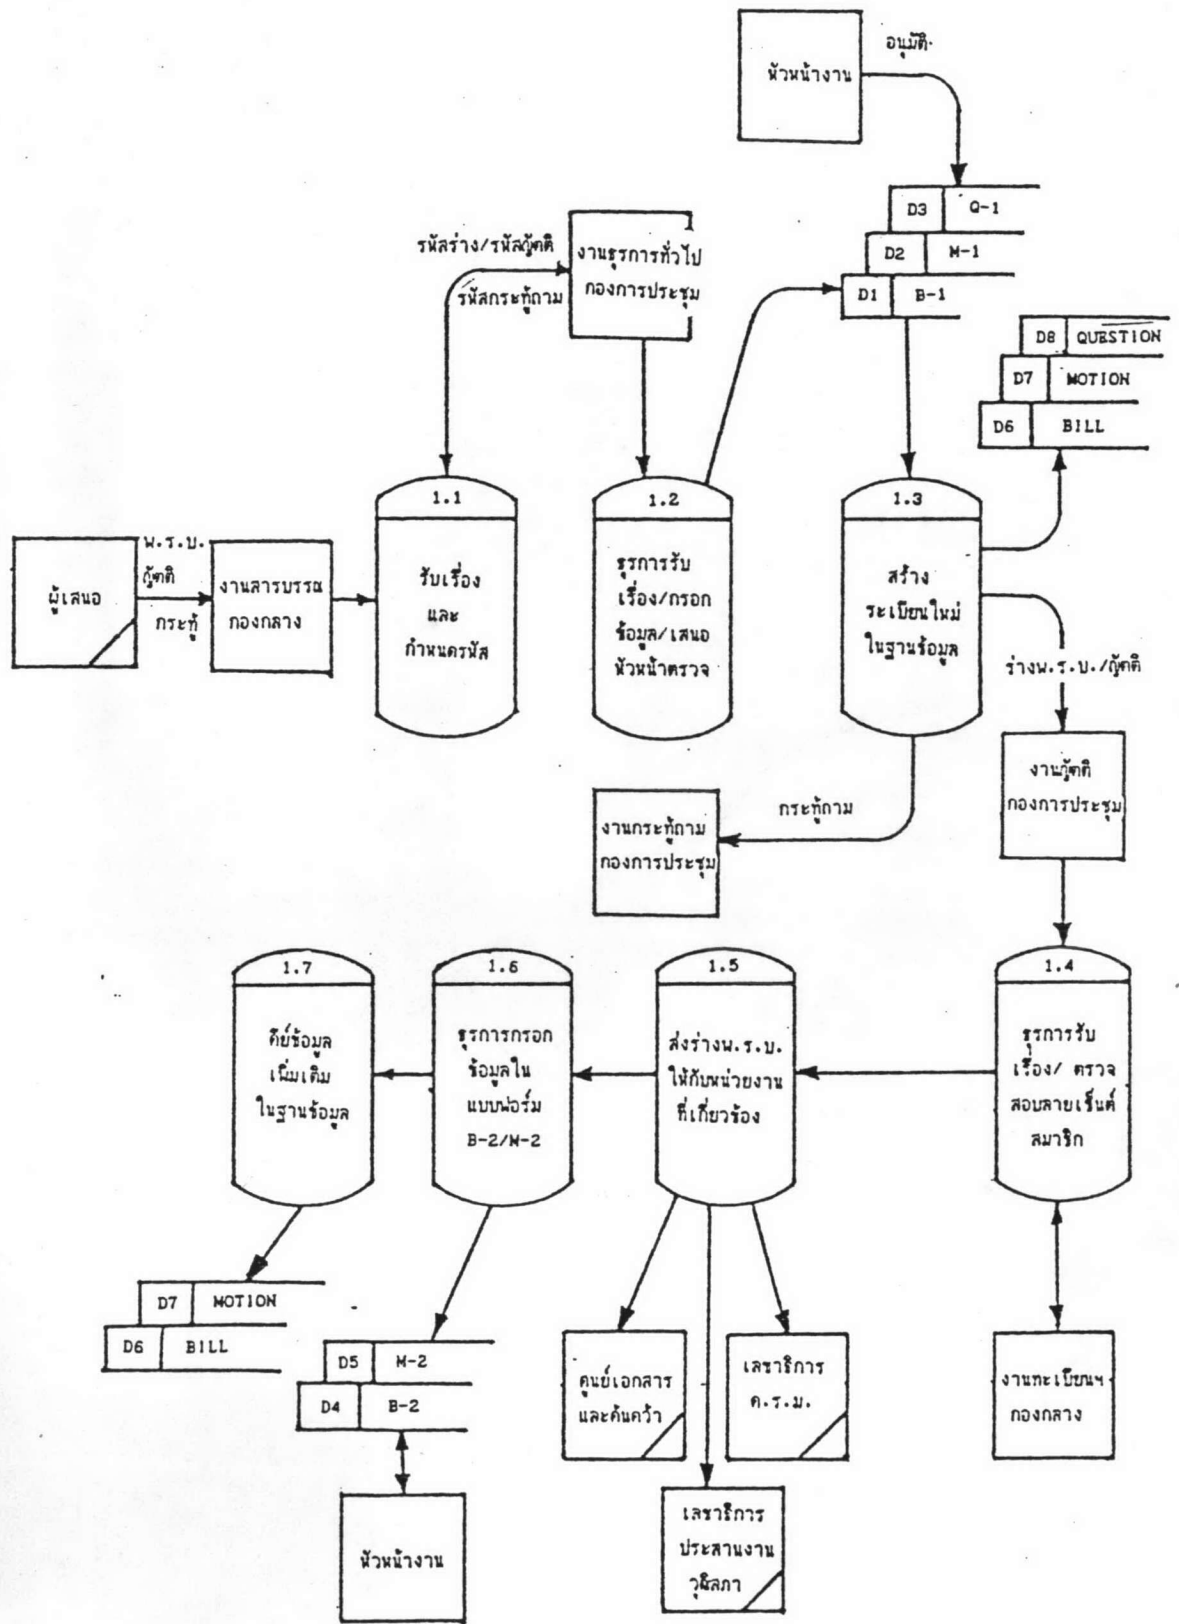 อนุมัติ
หัวหน้างาน
D3 Q-1
D2 M-1
D1 B-1
รหัสร่าง/รหัสญัตติ
รหัสกระทู้ถาม
งานธุรการทั่วไป
กองการประชุม
D8 QUESTION
D7 MOTION
D6 BILL
1.1
รับเรื่อง
และ
กำหนดรหัส
1.2
ธุรการรับ
เรื่อง/กรอก
ข้อมูล/เสนอ
หัวหน้าตรวจ
1.3
สร้าง
ระเบียนใหม่
ในฐานข้อมูล
ผู้เสนอ
พ.ร.บ.
ญัตติ
กระทู้
งานสารบรรณ
กองกลาง
ร่างพ.ร.บ./ญัตติ
งานญัตติ
กองการประชุม
กระทู้ถาม
งานกระทู้ถาม
กองการประชุม
1.7
คีย์ข้อมูล
เพิ่มเติม
ในฐานข้อมูล
1.6
ธุรการกรอก
ข้อมูลใน
แบบฟอร์ม
B-2/M-2
1.5
ส่งร่างพ.ร.บ.
ให้กับหน่วยงาน
ที่เกี่ยวข้อง
1.4
ธุรการรับ
เรื่อง/ ตรวจ
สอบลายเซ็นต์
สมาชิก
D7 MOTION
D6 BILL
D5 M-2
D4 B-2
หัวหน้างาน
ศูนย์เอกสาร
และค้นคว้า
เลขาธิการ
ค.ร.ม.
เลขาธิการ
ประสานงาน
วุฒิสภา
งานทะเบียนฯ
กองกลาง